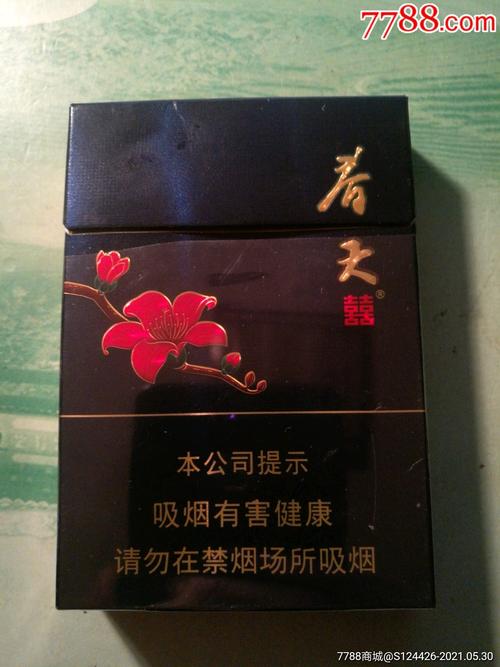 7788.com
春
天
囍®
本公司提示
吸烟有害健康
请勿在禁烟场所吸烟
7788商城@S124426-2021.05.30